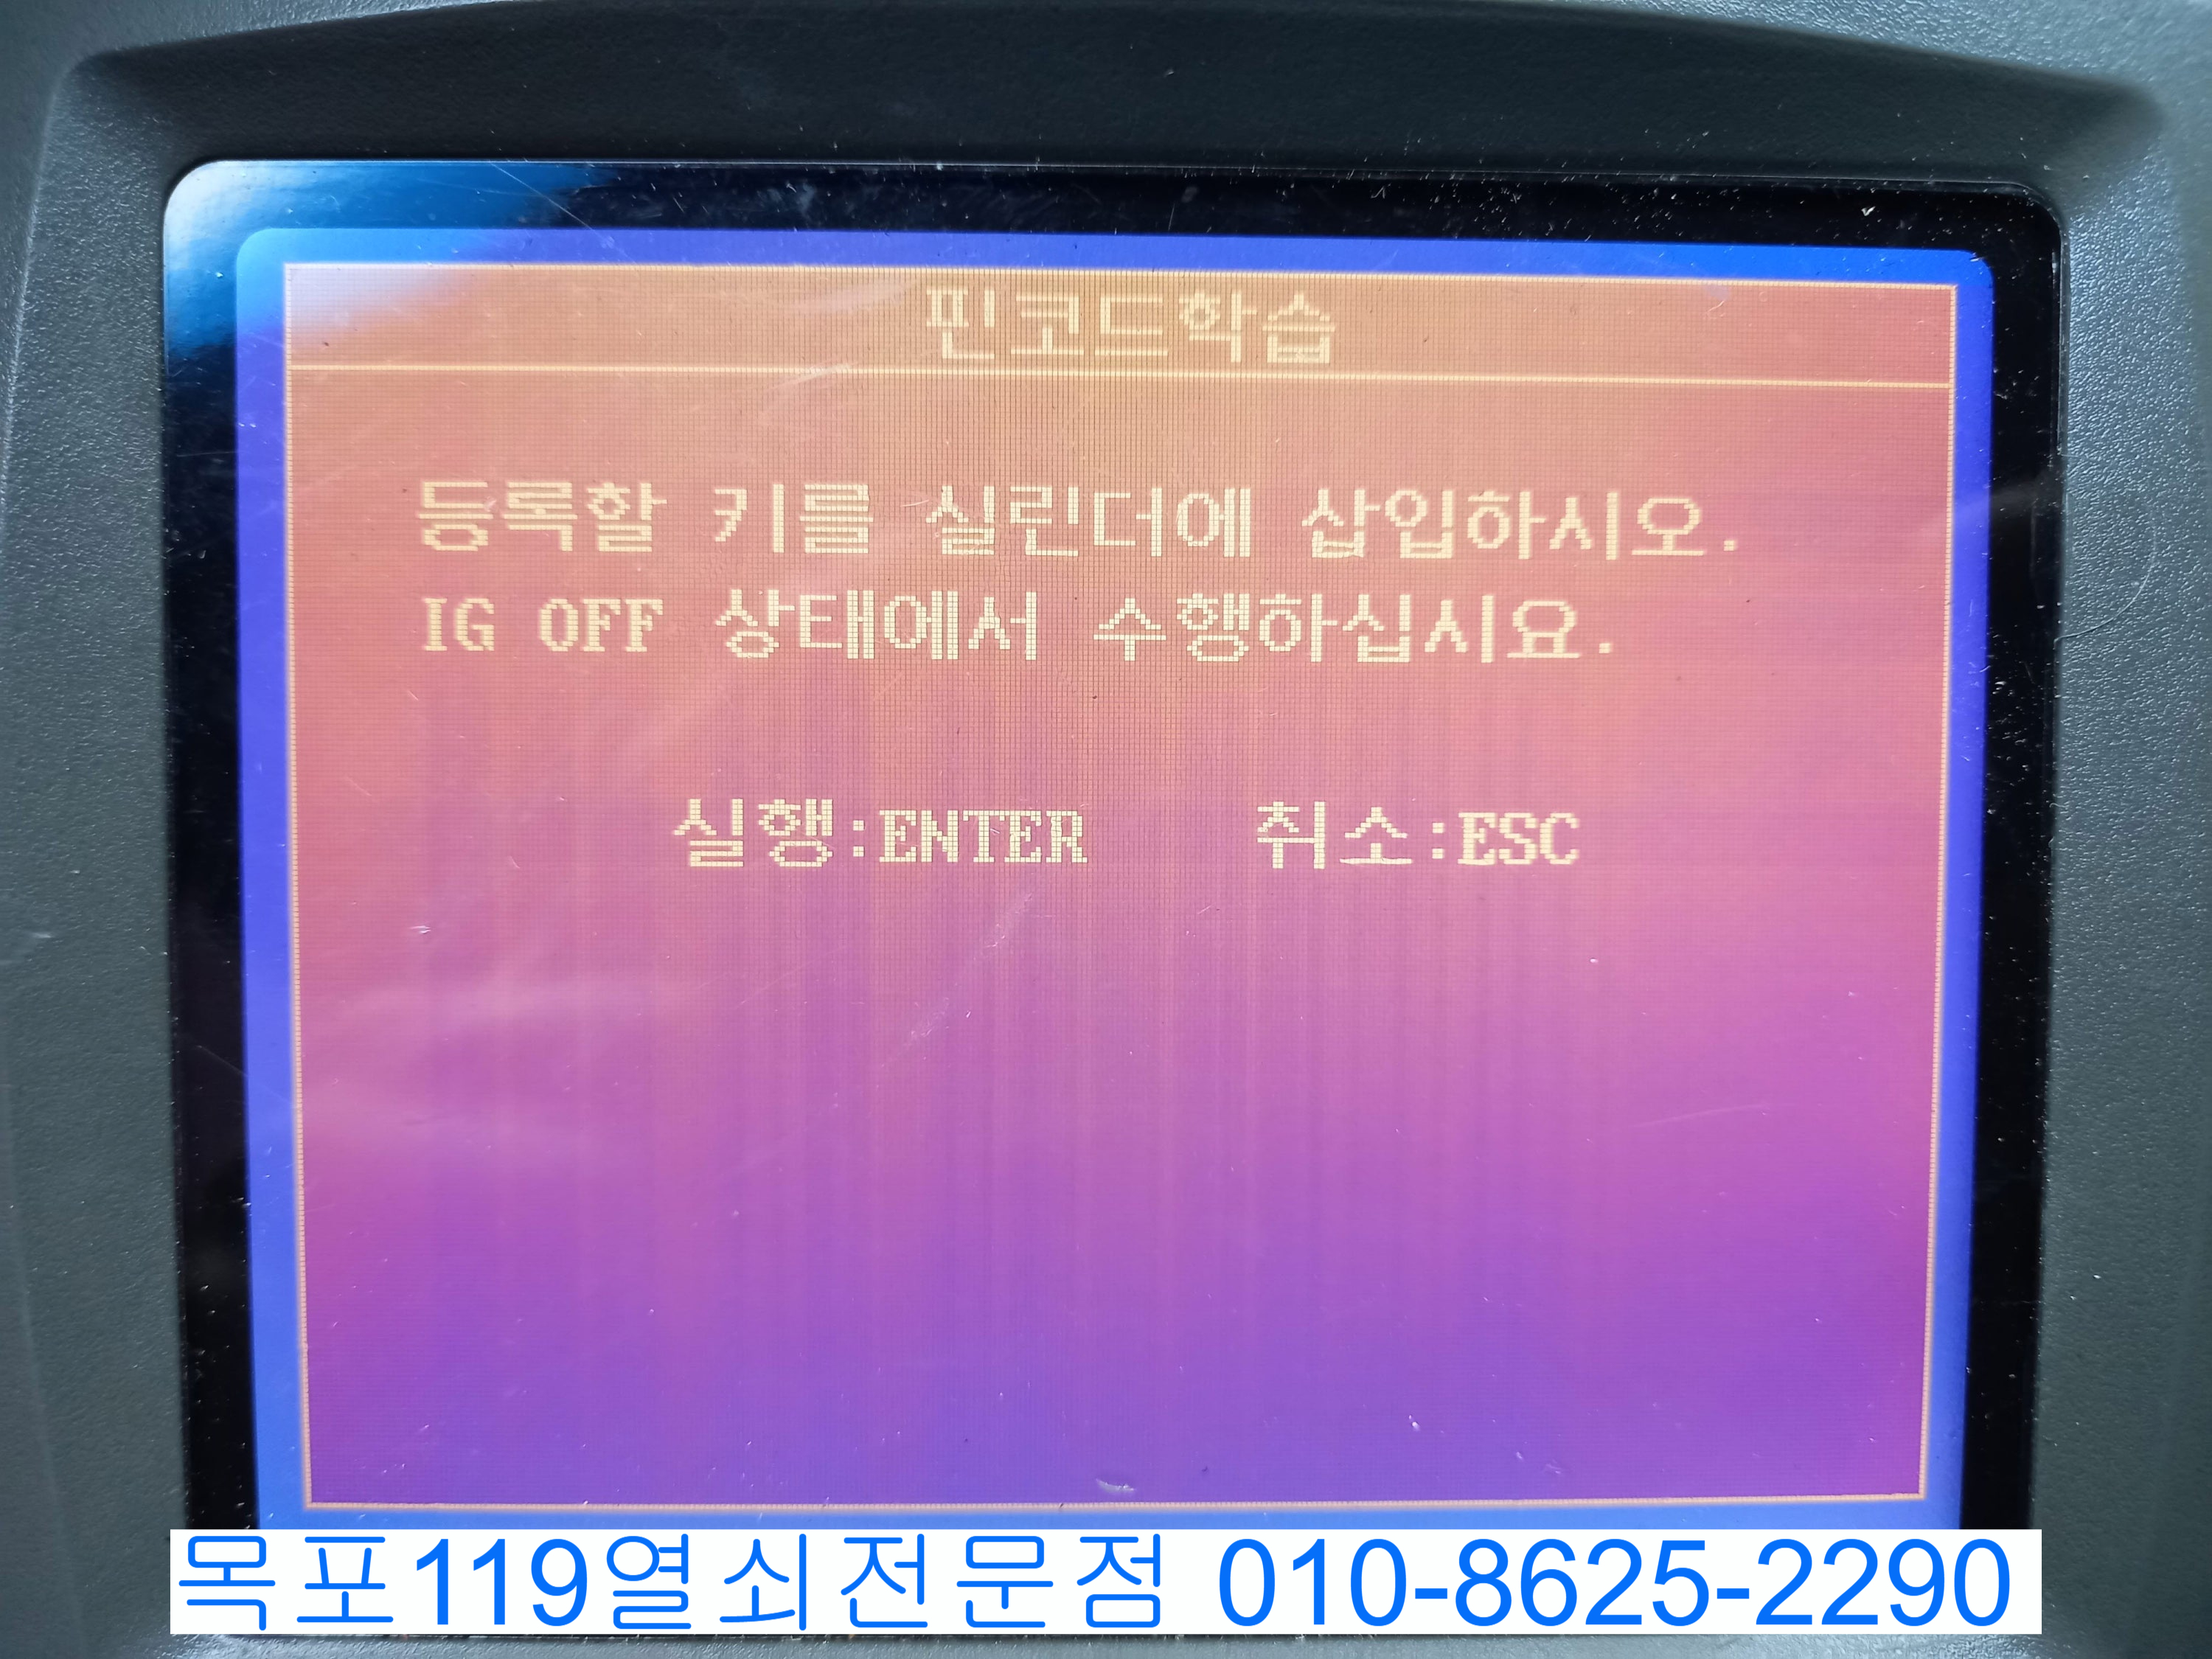 핀코드학습
등록할 키를 실린더에 삽입하시오.
IG OFF 상태에서 수행하십시요.
실행:ENTER 취소:ESC
목포119열쇠전문점 010-8625-2290